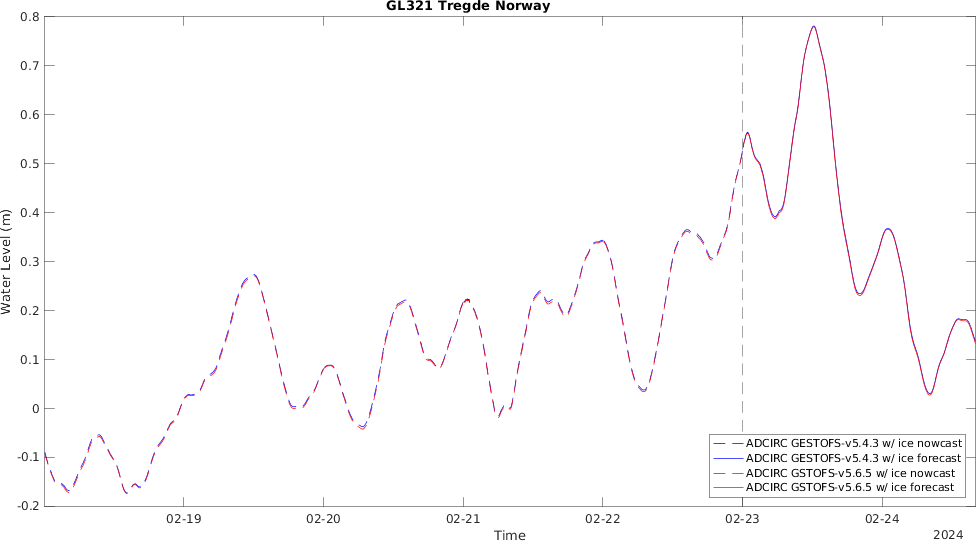 GL321 Tregde Norway
0.8
0.7
0.6
0.5
0.4
0.3
0.2
0.1
0
-0.1
-0.2
Water Level (m)
ADCIRC GESTOFS-v5.4.3 w/ ice nowcast
ADCIRC GESTOFS-v5.4.3 w/ ice forecast
ADCIRC GSTOFS-v5.6.5 w/ ice nowcast
ADCIRC GSTOFS-v5.6.5 w/ ice forecast
02-19 02-20 02-21 02-22 02-23 02-24
Time
2024